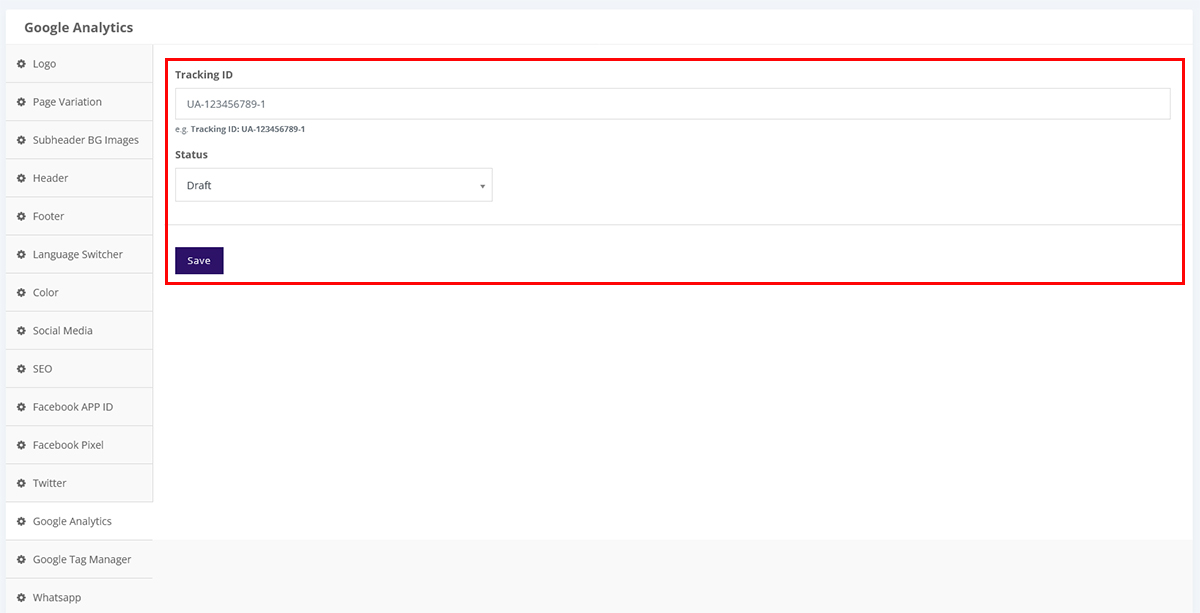 Google Analytics
Logo
Page Variation
Subheader BG Images
Header
Footer
Language Switcher
Color
Social Media
SEO
Facebook APP ID
Facebook Pixel
Twitter
Google Analytics
Google Tag Manager
Whatsapp
Tracking ID
UA-123456789-1
e.g. Tracking ID: UA-123456789-1
Status
Draft
Save